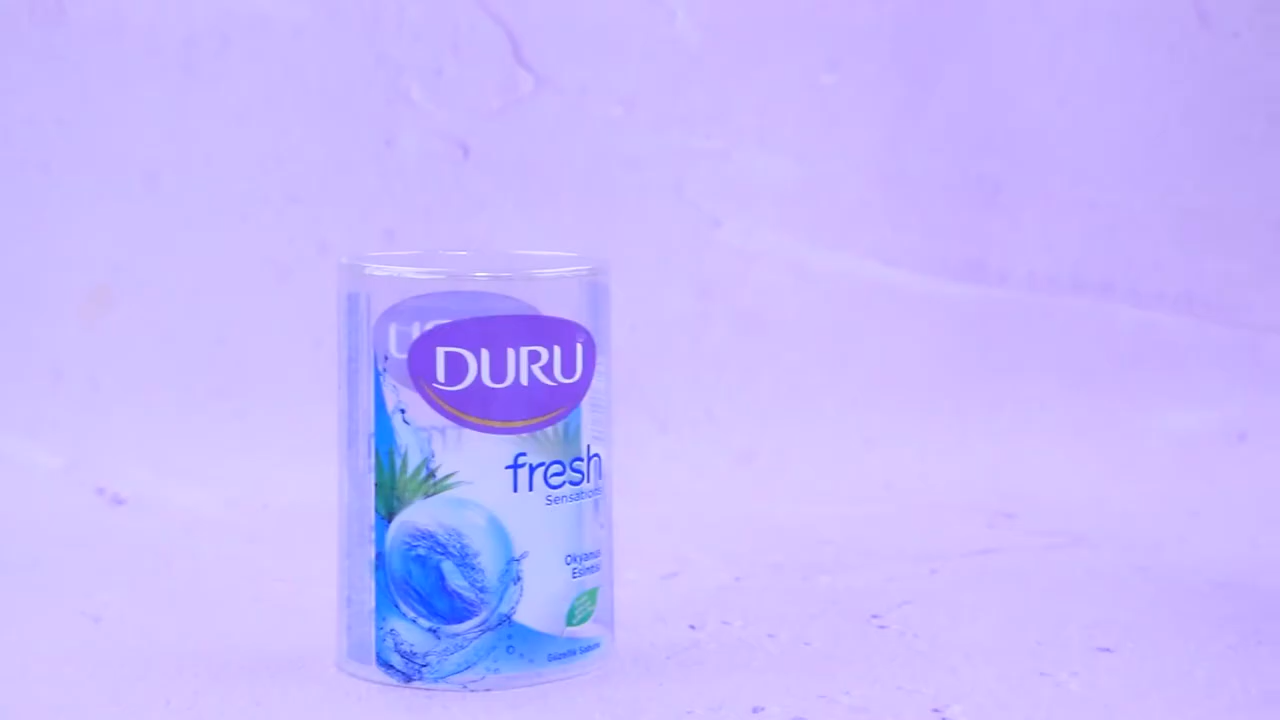 DURU
fresh
Sensations
Okyanus
Esintisi
Güzellik Sabunu